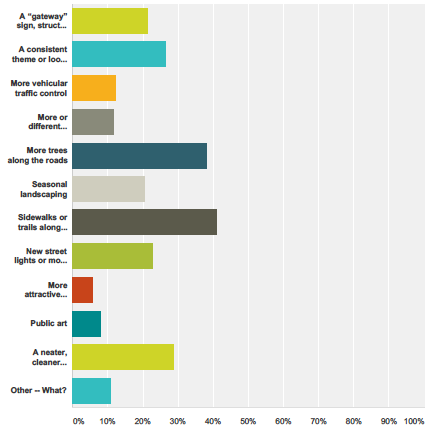 A “gateway”
sign, struct...
A consistent
theme or loo...
More vehicular
traffic control
More or
different...
More trees
along the roads
Seasonal
landscaping
Sidewalks or
trails along...
New street
lights or mo...
More
attractive...
Public art
A neater,
cleaner...
Other -- What?
0% 10% 20% 30% 40% 50% 60% 70% 80% 90% 100%